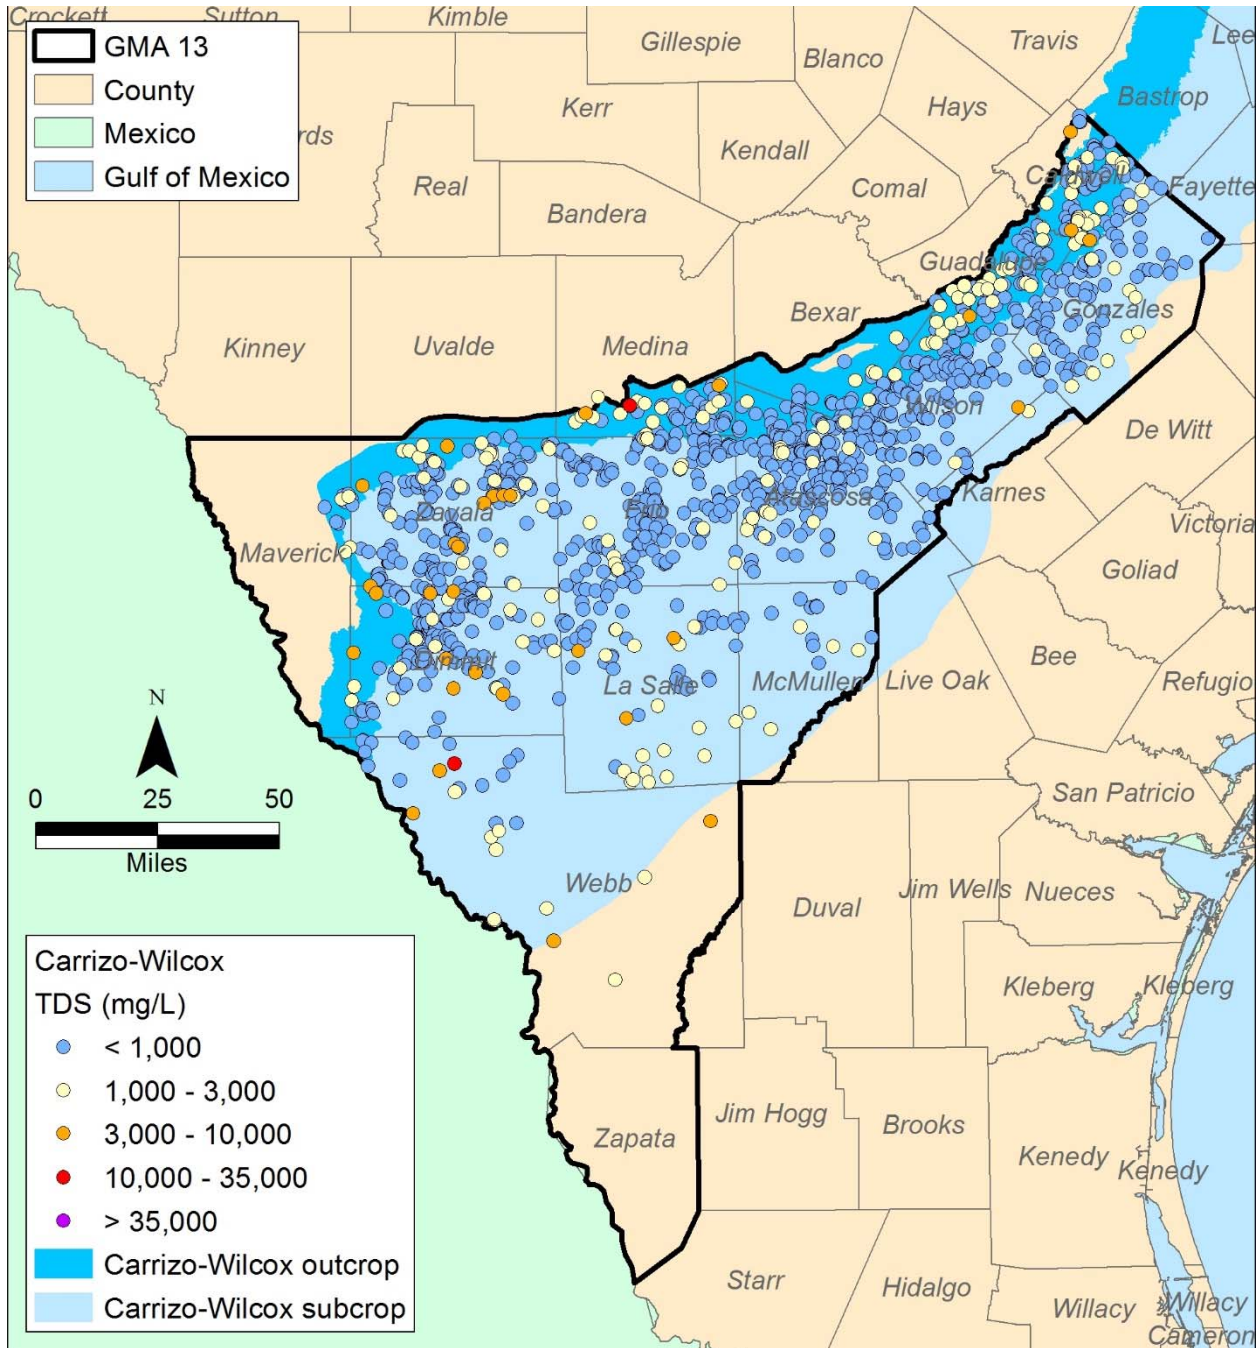 Crockett
Sutton
Kimble
GMA 13
County
Mexico
Gulf of Mexico
rds
Gillespie
Blanco
Travis
Lee
Kerr
Hays
Bastrop
Kendall
Real
Comal
Caldwell
Fayette
Bandera
Guadalupe
Bexar
Gonzales
Kinney
Uvalde
Medina
Wilson
De Witt
Karnes
Zavala
Frio
Atascosa
Victoria
Maverick
Goliad
Dimmit
La Salle
McMullen
Live Oak
Bee
Refugio
N
0 25 50
Miles
San Patricio
Webb
Duval
Jim Wells
Nueces
Kleberg
Kleberg
Carrizo-Wilcox
TDS (mg/L)
< 1,000
1,000 - 3,000
3,000 - 10,000
10,000 - 35,000
> 35,000
Carrizo-Wilcox outcrop
Carrizo-Wilcox subcrop
Zapata
Jim Hogg
Brooks
Kenedy
Kenedy
Starr
Hidalgo
Willacy
Willacy
Cameron